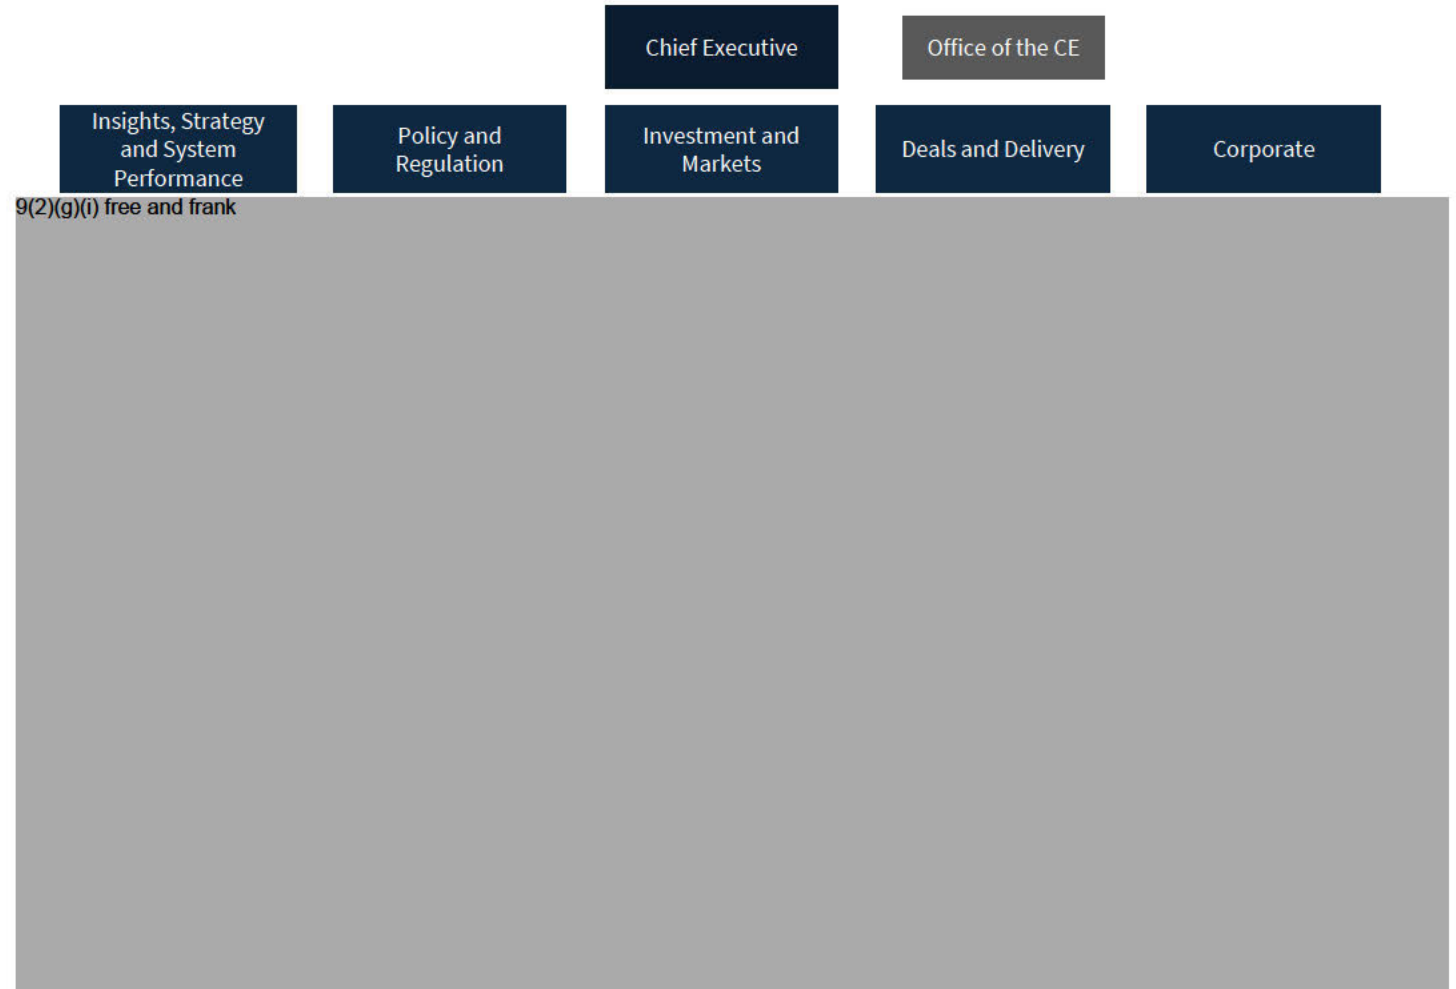 Chief Executive
Office of the CE
Insights, Strategy
and System
Performance
Policy and
Regulation
Investment and
Markets
Deals and Delivery
Corporate
9(2)(g)(i) free and frank